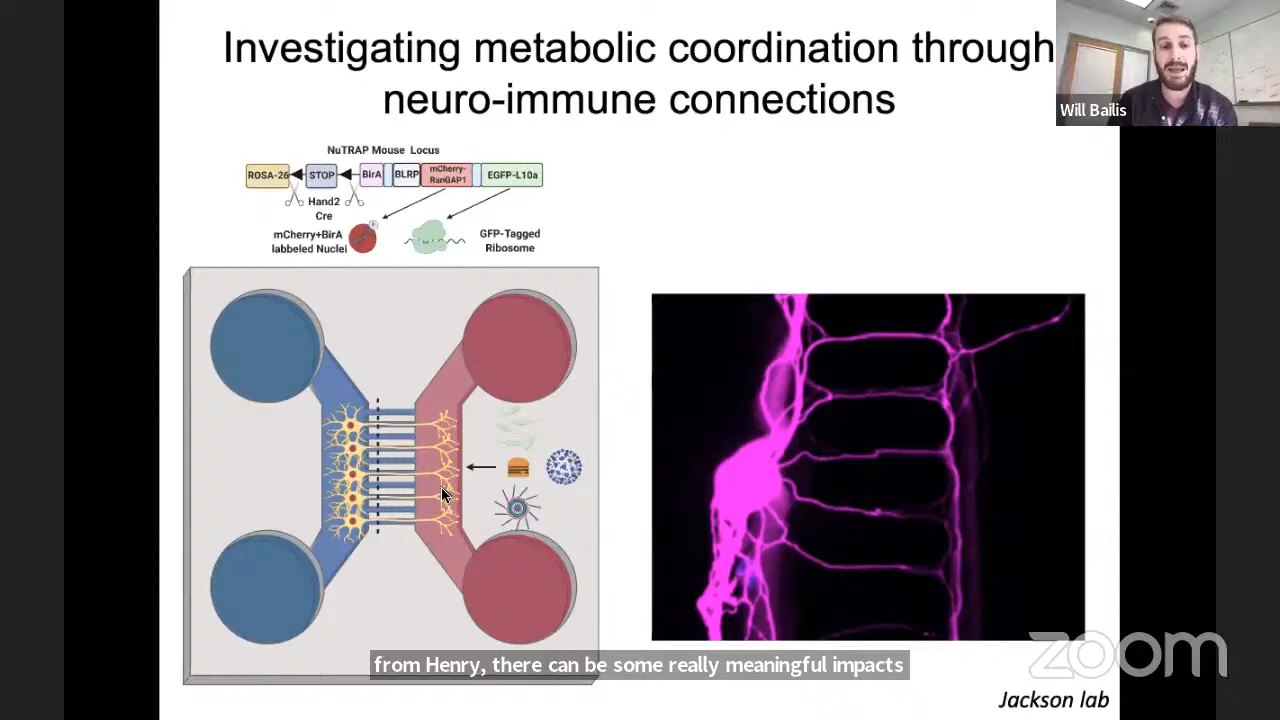 Investigating metabolic coordination through
neuro-immune connections
Will Bailis
NuTRAP Mouse Locus
ROSA-26
STOP
BirA
BLRP
mCherry-
RanGAP1
EGFP-L10a
Hand2
Cre
mCherry+BirA
labbeled Nuclei
B
GFP-Tagged
Ribosome
from Henry, there can be some really meaningful impacts
zoom
Jackson lab